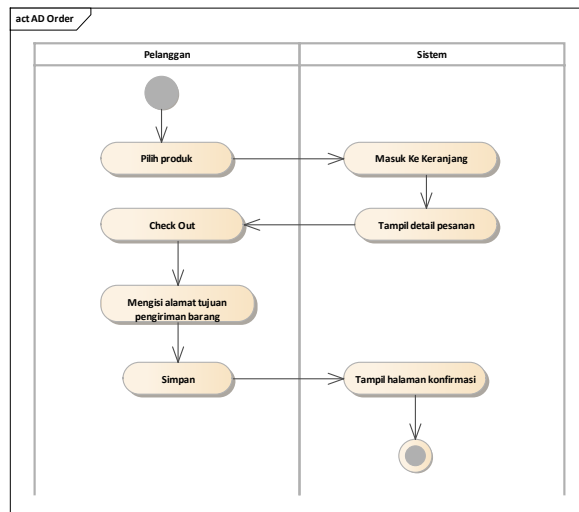 act AD Order
Pelanggan
Sistem
Pilih produk
Masuk Ke Keranjang
Check Out
Tampil detail pesanan
Mengisi alamat tujuan
pengiriman barang
Simpan
Tampil halaman konfirmasi